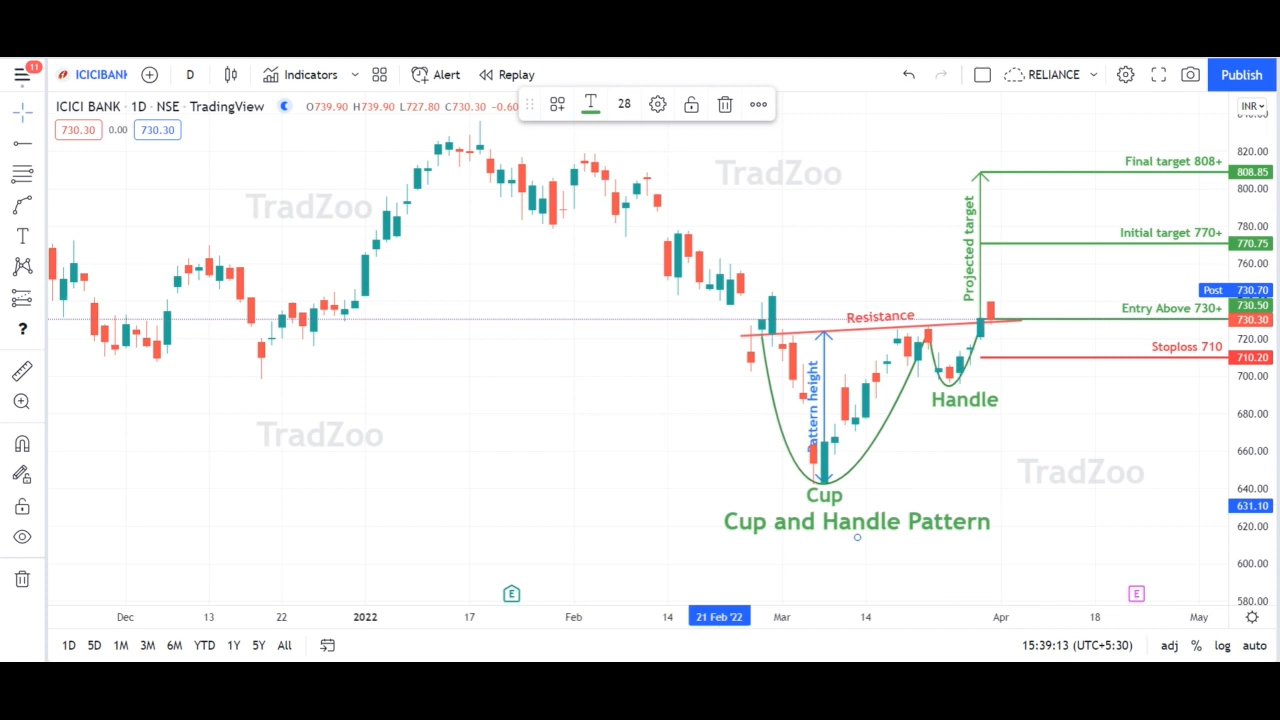 11
ICICIBANK
D
Indicators
Alert
Replay
RELIANCE
Publish
ICICI BANK · 1D · NSE · TradingView
O739.90 H739.90 L727.80 C730.30 −0.60
28
INR
730.30
0.00
730.30
840.00
820.00
TradZoo
Final target 808+
808.85
800.00
TradZoo
Projected target
780.00
Initial target 770+
770.75
760.00
Post 730.70
Entry Above 730+
730.50
Resistance
730.30
720.00
Stoploss 710
710.20
700.00
Pattern height
Handle
680.00
TradZoo
660.00
TradZoo
640.00
Cup
631.10
Cup and Handle Pattern
620.00
600.00
E
E
580.00
Dec
13
22
2022
17
Feb
14
21 Feb '22
Mar
14
Apr
18
May
1D
5D
1M
3M
6M
YTD
1Y
5Y
All
15:39:13 (UTC+5:30)
adj
%
log
auto